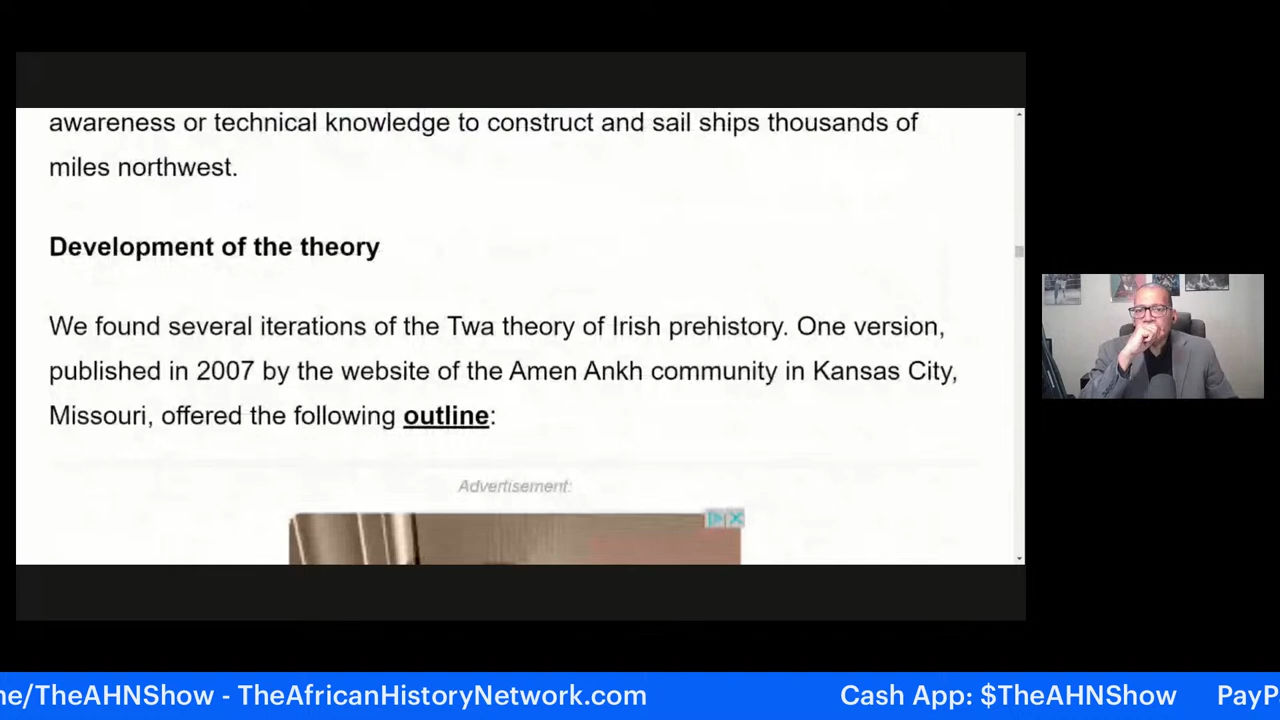 awareness or technical knowledge to construct and sail ships thousands of
miles northwest.
Development of the theory
We found several iterations of the Twa theory of Irish prehistory. One version,
published in 2007 by the website of the Amen Ankh community in Kansas City,
Missouri, offered the following outline:
Advertisement:
me/TheAHNShow - TheAfricanHistoryNetwork.com Cash App: $TheAHNShow PayP